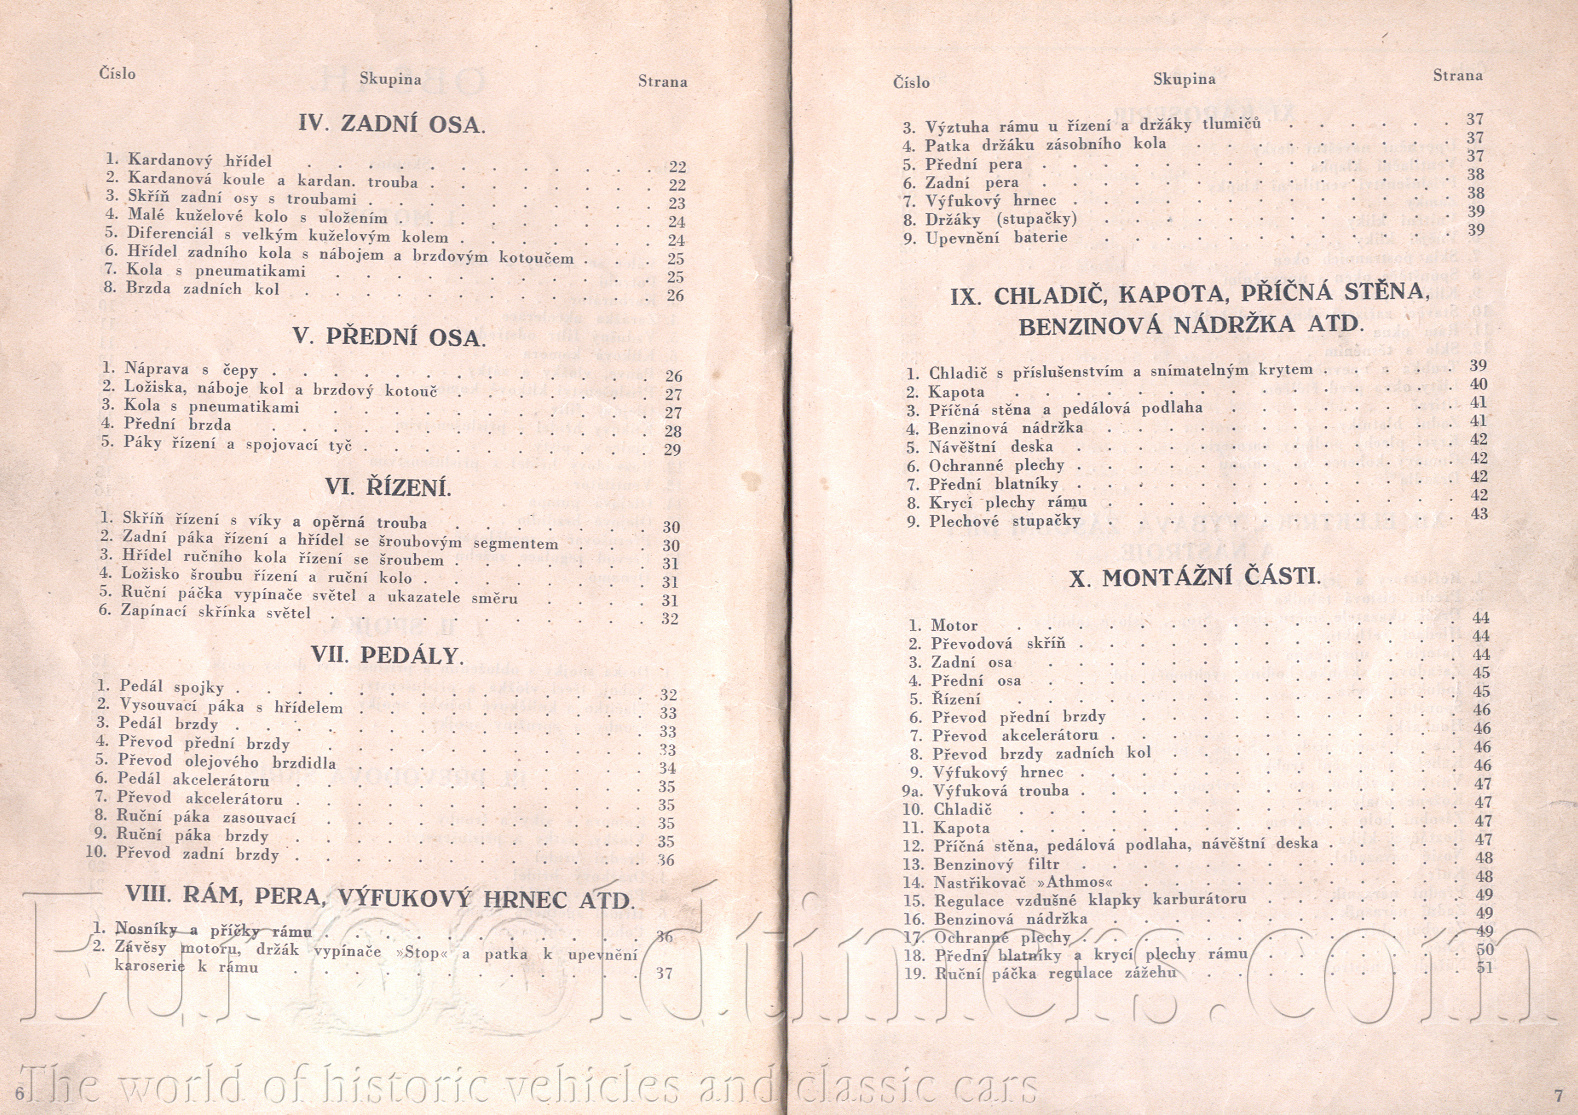 Číslo Skupina Strana
IV. ZADNÍ OSA.
1. Kardanový hřídel . . . . . . . . . . 22
2. Kardanová koule a kardan. trouba . . . . . . . . 22
3. Skříň zadní osy s troubami . . . . . . . . . . 23
4. Malé kuželové kolo s uložením . . . . . . . . . 24
5. Diferenciál s velkým kuželovým kolem . . . . . . . 24
6. Hřídel zadního kola s nábojem a brzdovým kotoučem . . . 25
7. Kola s pneumatikami . . . . . . . . . . . 25
8. Brzda zadních kol . . . . . . . . . . . . 26
V. PŘEDNÍ OSA.
1. Náprava s čepy . . . . . . . . . . . . . 26
2. Ložiska, náboje kol a brzdový kotouč . . . . . . . 27
3. Kola s pneumatikami . . . . . . . . . . . 27
4. Přední brzda . . . . . . . . . . . . . 28
5. Páky řízení a spojovací tyč . . . . . . . . . . 29
VI. ŘÍZENÍ.
1. Skříň řízení s víky a opěrná trouba . . . . . . . 30
2. Zadní páka řízení a hřídel se šroubovým segmentem . . . 30
3. Hřídel ručního kola řízení se šroubem . . . . . . . 31
4. Ložisko šroubu řízení a ruční kolo . . . . . . . . 31
5. Ruční páčka vypínače světel a ukazatele směru . . . . 31
6. Zapínací skřínka světel . . . . . . . . . . . 32
VII. PEDÁLY.
1. Pedál spojky . . . . . . . . . . . . . . 32
2. Vysouvací páka s hřídelem . . . . . . . . . . 33
3. Pedál brzdy . . . . . . . . . . . . . . 33
4. Převod přední brzdy . . . . . . . . . . . 33
5. Převod olejového brzdidla . . . . . . . . . . 34
6. Pedál akcelerátoru . . . . . . . . . . . . 35
7. Převod akcelerátoru . . . . . . . . . . . . 35
8. Ruční páka zasouvací . . . . . . . . . . . 35
9. Ruční páka brzdy . . . . . . . . . . . . 35
10. Převod zadní brzdy . . . . . . . . . . . . 36
VIII. RÁM, PERA, VÝFUKOVÝ HRNEC ATD.
1. Nosníky a příčky rámu . . . . . . . . . . . 36
2. Závěsy motoru, držák vypínače »Stop« a patka k upevnění
karoserie k rámu . . . . . . . . . . . . 37
6
Číslo Skupina Strana
3. Výztuha rámu u řízení a držáky tlumičů . . . . . . 37
4. Patka držáku zásobního kola . . . . . . . . . 37
5. Přední pera . . . . . . . . . . . . . . 37
6. Zadní pera . . . . . . . . . . . . . . 38
7. Výfukový hrnec . . . . . . . . . . . . . 38
8. Držáky (stupačky) . . . . . . . . . . . . 39
9. Upevnění baterie . . . . . . . . . . . . 39
IX. CHLADIČ, KAPOTA, PŘÍČNÁ STĚNA,
BENZINOVÁ NÁDRŽKA ATD.
1. Chladič s příslušenstvím a snímatelným krytem . . . . . 39
2. Kapota . . . . . . . . . . . . . . . 40
3. Příčná stěna a pedálová podlaha . . . . . . . . 41
4. Benzinová nádržka . . . . . . . . . . . . 41
5. Návěštní deska . . . . . . . . . . . . . 42
6. Ochranné plechy . . . . . . . . . . . . . 42
7. Přední blatníky . . . . . . . . . . . . . 42
8. Krycí plechy rámu . . . . . . . . . . . . 42
9. Plechové stupačky . . . . . . . . . . . . 43
X. MONTÁŽNÍ ČÁSTI.
1. Motor . . . . . . . . . . . . . . . 44
2. Převodová skříň . . . . . . . . . . . . . 44
3. Zadní osa . . . . . . . . . . . . . . 44
4. Přední osa . . . . . . . . . . . . . . 45
5. Řízení . . . . . . . . . . . . . . . 45
6. Převod přední brzdy . . . . . . . . . . . 46
7. Převod akcelerátoru . . . . . . . . . . . . 46
8. Převod brzdy zadních kol . . . . . . . . . . 46
9. Výfukový hrnec . . . . . . . . . . . . . 46
9a. Výfuková trouba . . . . . . . . . . . . . 47
10. Chladič . . . . . . . . . . . . . . . 47
11. Kapota . . . . . . . . . . . . . . . 47
12. Příčná stěna, pedálová podlaha, návěštní deska . . . . . 47
13. Benzinový filtr . . . . . . . . . . . . . 48
14. Nastřikovač »Athmos« . . . . . . . . . . . 48
15. Regulace vzdušné klapky karburátoru . . . . . . . 49
16. Benzinová nádržka . . . . . . . . . . . . 49
17. Ochranné plechy . . . . . . . . . . . . . 49
18. Přední blatníky a krycí plechy rámu . . . . . . . 50
19. Ruční páčka regulace zážehu . . . . . . . . . 51
7
EuroOldtimers.com
The world of historic vehicles and classic cars